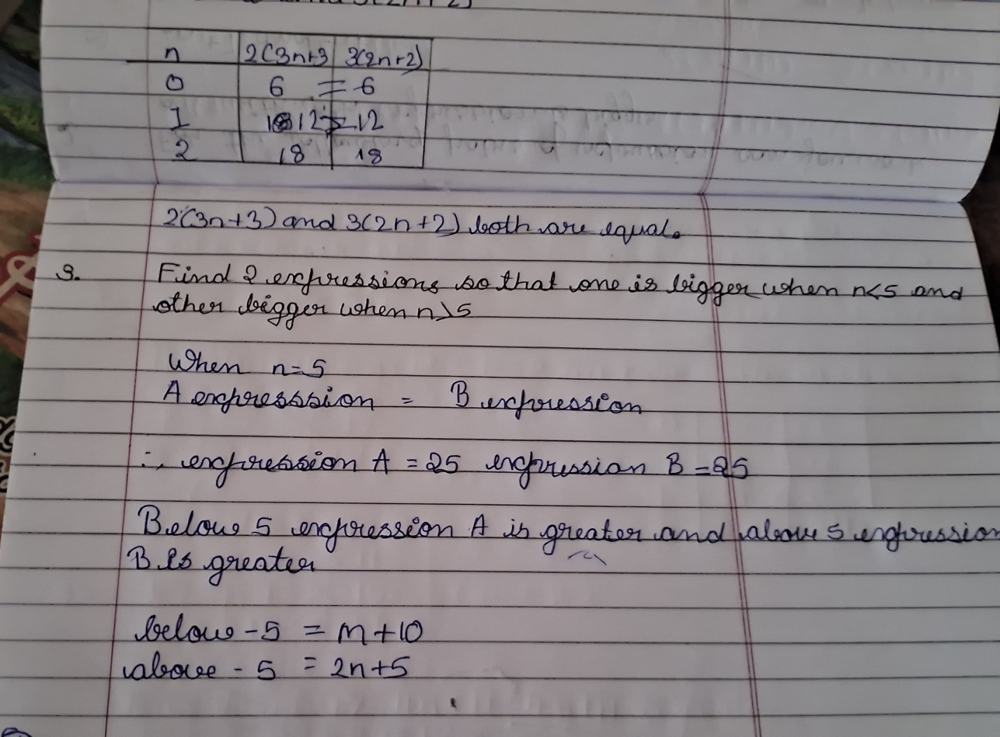 n 2(3n+3 3(2n+2)
0 6 = 6
1 12 = 12
2 18 18
2(3n+3) and 3(2n+2) both are equal.
3. Find 2 expressions so that one is bigger when n<5 and
other bigger when n>5
When n=5
A expresssion = B expression
∴ expression A = 25 expression B = 25
Below 5 expression A is greater and above 5 expression
B is greater
below - 5 = n+10
above - 5 = 2n+5